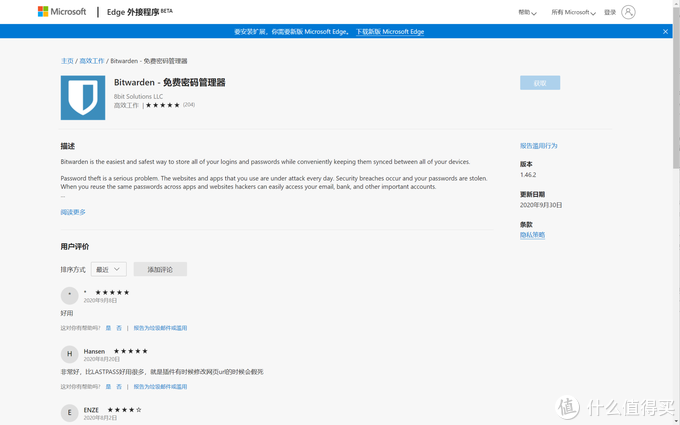 Microsoft | Edge 外接程序 BETA 帮助 所有 Microsoft 登录
要安装扩展，你需要新版 Microsoft Edge。 下载新版 Microsoft Edge
主页 / 高效工作 / Bitwarden - 免费密码管理器
Bitwarden - 免费密码管理器
8bit Solutions LLC
高效工作 | ★★★★★ (204)
获取
描述
Bitwarden is the easiest and safest way to store all of your logins and passwords while conveniently keeping them synced between all of your devices.
Password theft is a serious problem. The websites and apps that you use are under attack every day. Security breaches occur and your passwords are stolen.
When you reuse the same passwords across apps and websites hackers can easily access your email, bank, and other important accounts.
...
阅读更多
报告滥用行为
版本
1.46.2
更新日期
2020年9月30日
条款
隐私策略
用户评价
排序方式 最近 添加评论
* * ★★★★★
2020年9月8日
好用
这对你有帮助吗? 是 否 | 报告为垃圾邮件或滥用
H Hansen ★★★★★
2020年8月20日
非常好，比LASTPASS好用很多，就是插件有时候修改网页url的时候会假死
这对你有帮助吗? 是 否 | 报告为垃圾邮件或滥用
E ENZE ★★★★☆
2020年8月2日
值 什么值得买